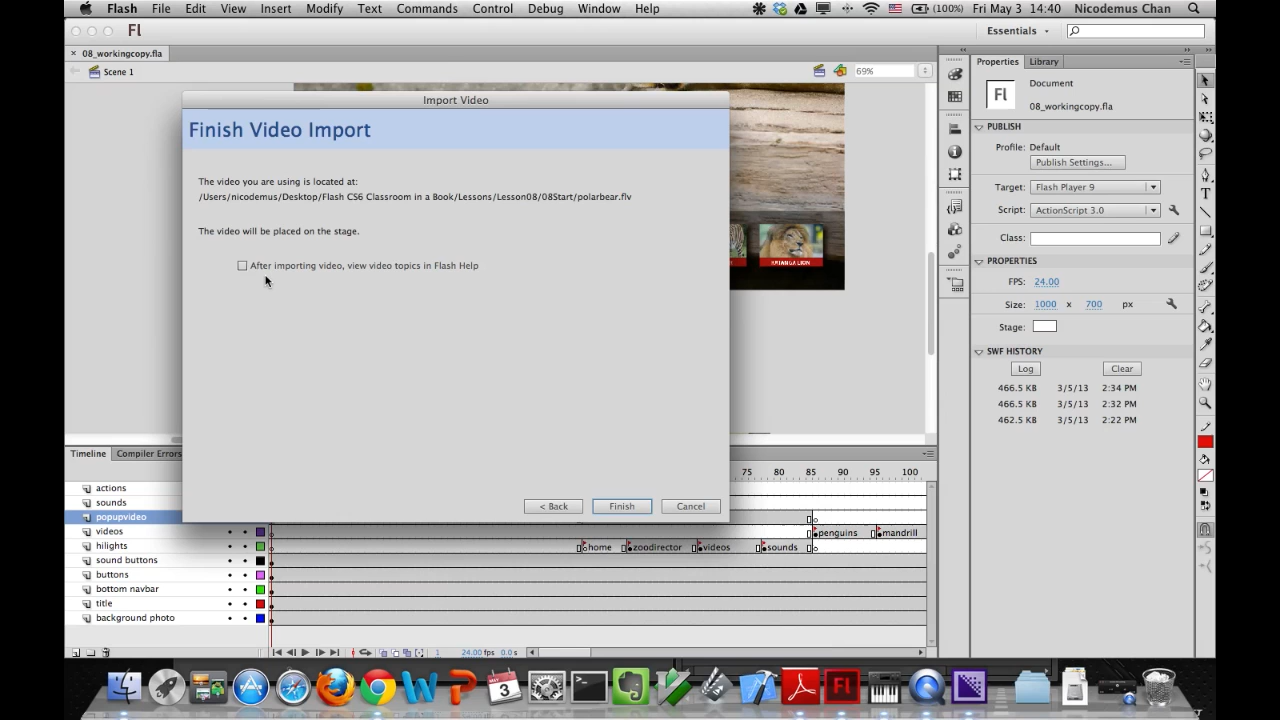 Flash File Edit View Insert Modify Text Commands Control Debug Window Help (100%) Fri May 3 14:40 Nicodemus Chan
Fl Essentials
08_workingcopy.fla
Scene 1 69%
Import Video
Finish Video Import
The video you are using is located at:
/Users/nicodemus/Desktop/Flash CS6 Classroom in a Book/Lessons/Lesson08/08Start/polarbear.flv
The video will be placed on the stage.
After importing video, view video topics in Flash Help
< Back Finish Cancel
KATANGA LION
Properties Library
Fl Document
08_workingcopy.fla
PUBLISH
Profile: Default
Publish Settings...
Target: Flash Player 9
Script: ActionScript 3.0
Class:
PROPERTIES
FPS: 24.00
Size: 1000 x 700 px
Stage:
SWF HISTORY
Log Clear
466.5 KB 3/5/13 2:34 PM
466.5 KB 3/5/13 2:32 PM
462.5 KB 3/5/13 2:22 PM
Timeline Compiler Errors
75 80 85 90 95 100
actions
sounds
popupvideo
videos penguins mandrill
hilights home zoodirector videos sounds
sound buttons
buttons
bottom navbar
title
background photo
1 24.00 fps 0.0 s
MAY 3 Fl